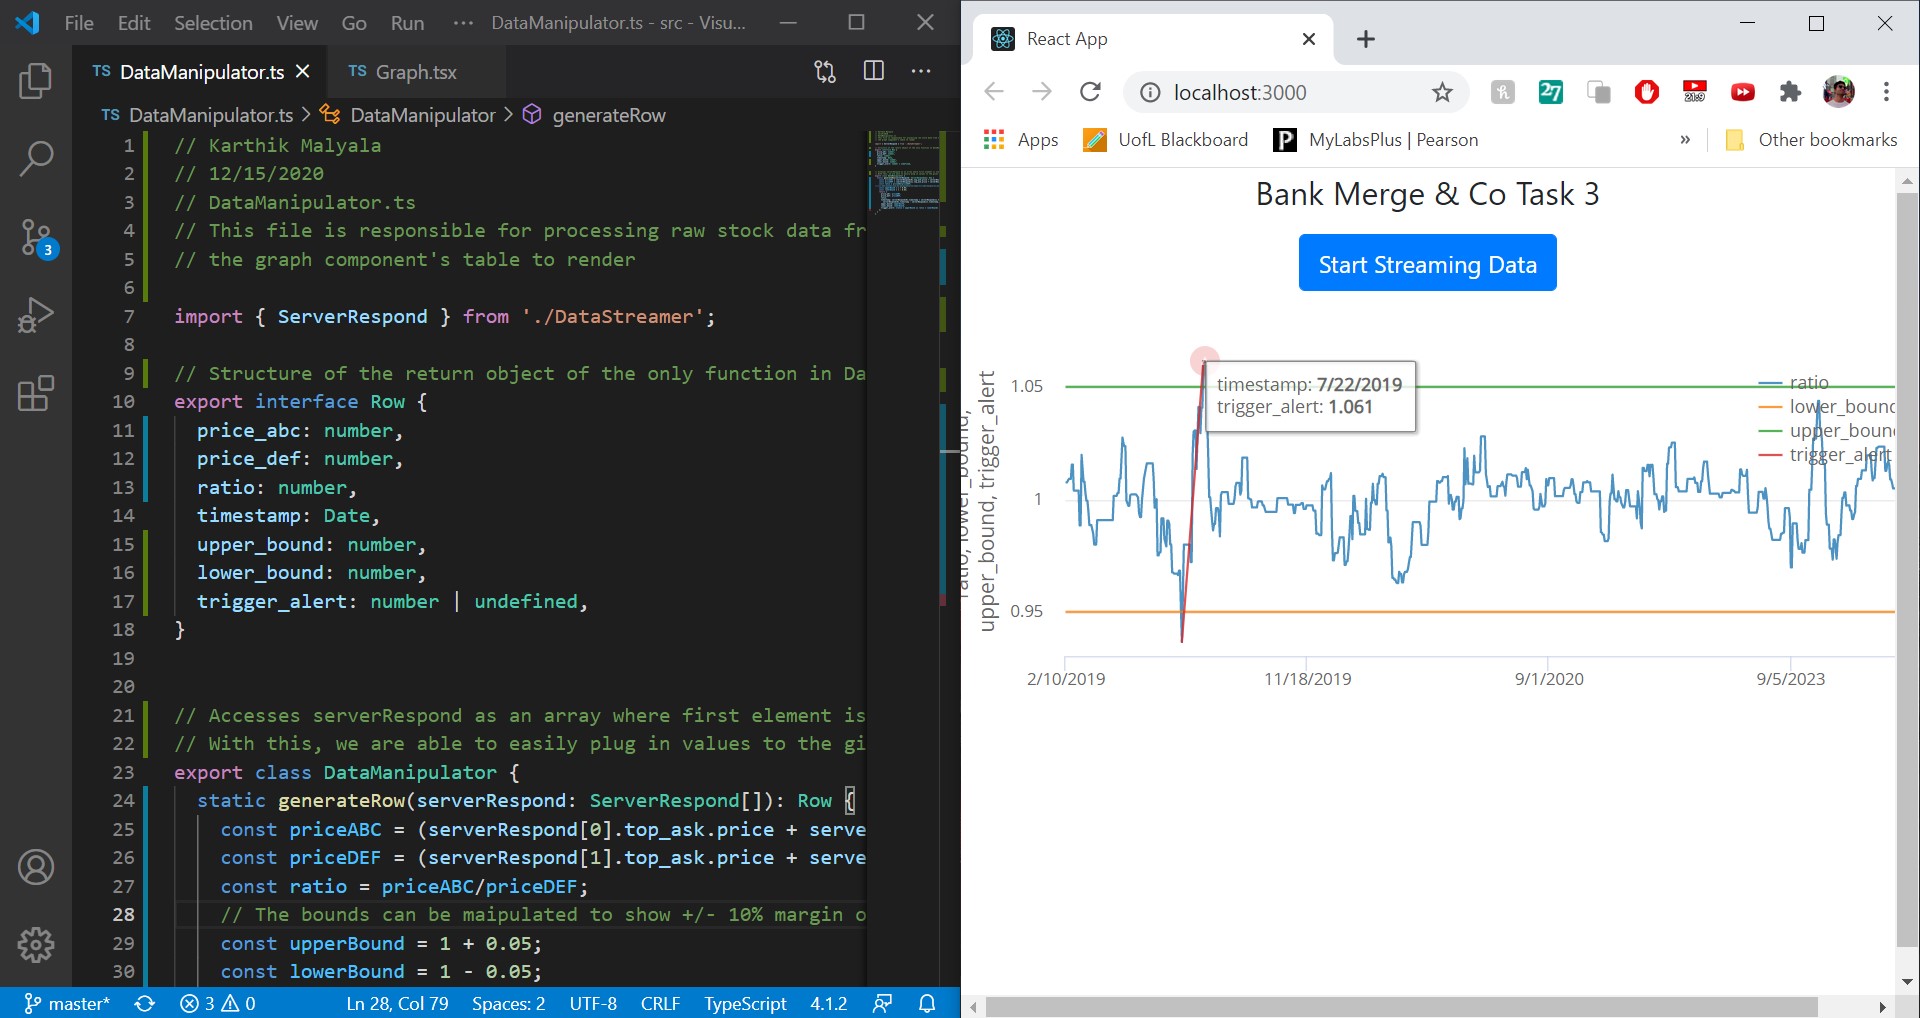 File Edit Selection View Go Run ··· DataManipulator.ts - src - Visu...
TS DataManipulator.ts TS Graph.tsx
TS DataManipulator.ts > DataManipulator > generateRow
1 // Karthik Malyala
2 // 12/15/2020
3 // DataManipulator.ts
4 // This file is responsible for processing raw stock data fr
5 // the graph component's table to render
6
7 import { ServerRespond } from './DataStreamer';
8
9 // Structure of the return object of the only function in Da
10 export interface Row {
11 price_abc: number,
12 price_def: number,
13 ratio: number,
14 timestamp: Date,
15 upper_bound: number,
16 lower_bound: number,
17 trigger_alert: number | undefined,
18 }
19
20
21 // Accesses serverRespond as an array where first element is
22 // With this, we are able to easily plug in values to the gi
23 export class DataManipulator {
24 static generateRow(serverRespond: ServerRespond[]): Row {
25 const priceABC = (serverRespond[0].top_ask.price + serve
26 const priceDEF = (serverRespond[1].top_ask.price + serve
27 const ratio = priceABC/priceDEF;
28 // The bounds can be maipulated to show +/- 10% margin o
29 const upperBound = 1 + 0.05;
30 const lowerBound = 1 - 0.05;
3
master* 3 0 Ln 28, Col 79 Spaces: 2 UTF-8 CRLF TypeScript 4.1.2
React App
localhost:3000
27
21:9
Apps UofL Blackboard MyLabsPlus | Pearson » Other bookmarks
Bank Merge & Co Task 3
Start Streaming Data
timestamp: 7/22/2019
trigger_alert: 1.061
ratio
lower_bound
upper_boun
trigger_alert
ratio, lower_bound,
upper_bound, trigger_alert
1.05
1
0.95
2/10/2019 11/18/2019 9/1/2020 9/5/2023